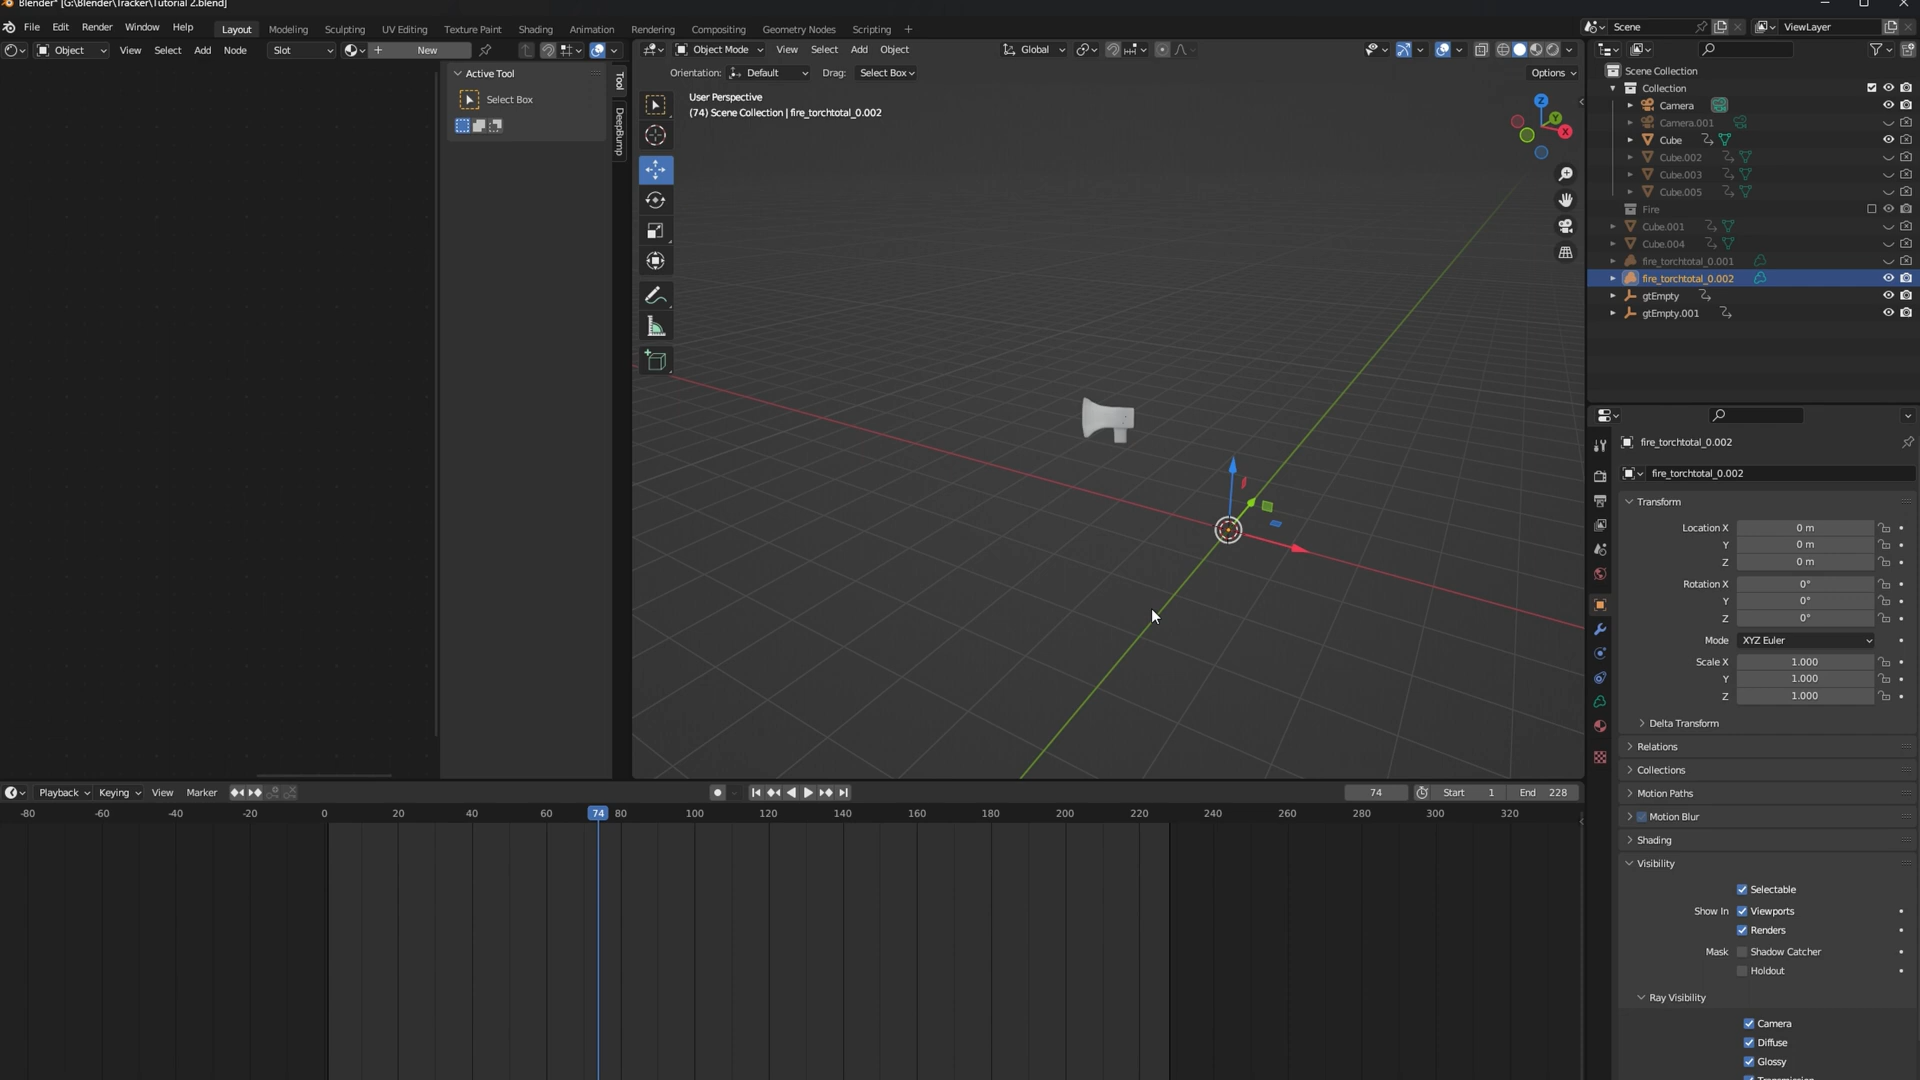 Blender* [G:\Blender\Tracker\Tutorial 2.blend]
File Edit Render Window Help Layout Modeling Sculpting UV Editing Texture Paint Shading Animation Rendering Compositing Geometry Nodes Scripting + Scene ViewLayer
Object View Select Add Node Slot New
Object Mode View Select Add Object Global
Orientation: Default Drag: Select Box Options
Active Tool
Select Box
Tool
DeepBump
User Perspective
(74) Scene Collection | fire_torchtotal_0.002
Z
Y
X
Scene Collection
Collection
Camera
Camera.001
Cube
Cube.002
Cube.003
Cube.005
Fire
Cube.001
Cube.004
fire_torchtotal_0.001
fire_torchtotal_0.002
gtEmpty
gtEmpty.001
fire_torchtotal_0.002
fire_torchtotal_0.002
Transform
Location X 0 m
Y 0 m
Z 0 m
Rotation X 0°
Y 0°
Z 0°
Mode XYZ Euler
Scale X 1.000
Y 1.000
Z 1.000
Delta Transform
Relations
Collections
Motion Paths
Motion Blur
Shading
Visibility
Selectable
Show In Viewports
Renders
Mask Shadow Catcher
Holdout
Ray Visibility
Camera
Diffuse
Glossy
Playback Keying View Marker 74 Start 1 End 228
-80 -60 -40 -20 0 20 40 60 74 80 100 120 140 160 180 200 220 240 260 280 300 320